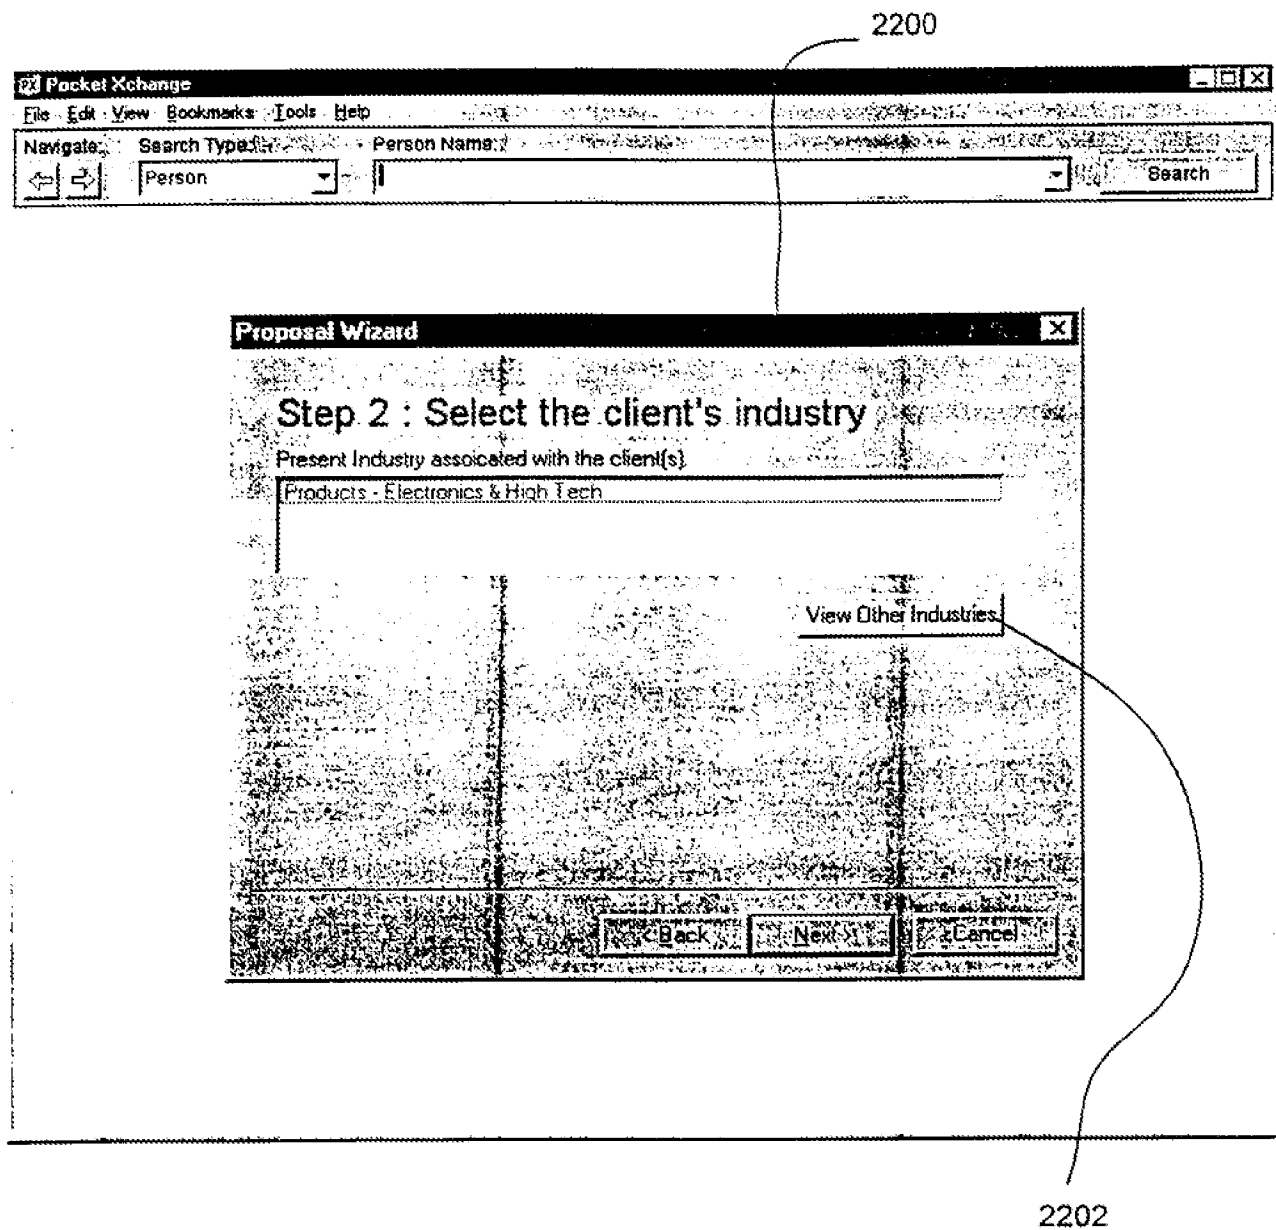 2200
Pocket Xchange
File Edit View Bookmarks Tools Help
Navigate: Search Type: Person Name:
Person Search
Proposal Wizard
Step 2 : Select the client's industry
Present Industry assoicated with the client(s)
Products - Electronics & High Tech
View Other Industries
< Back Next > Cancel
2202